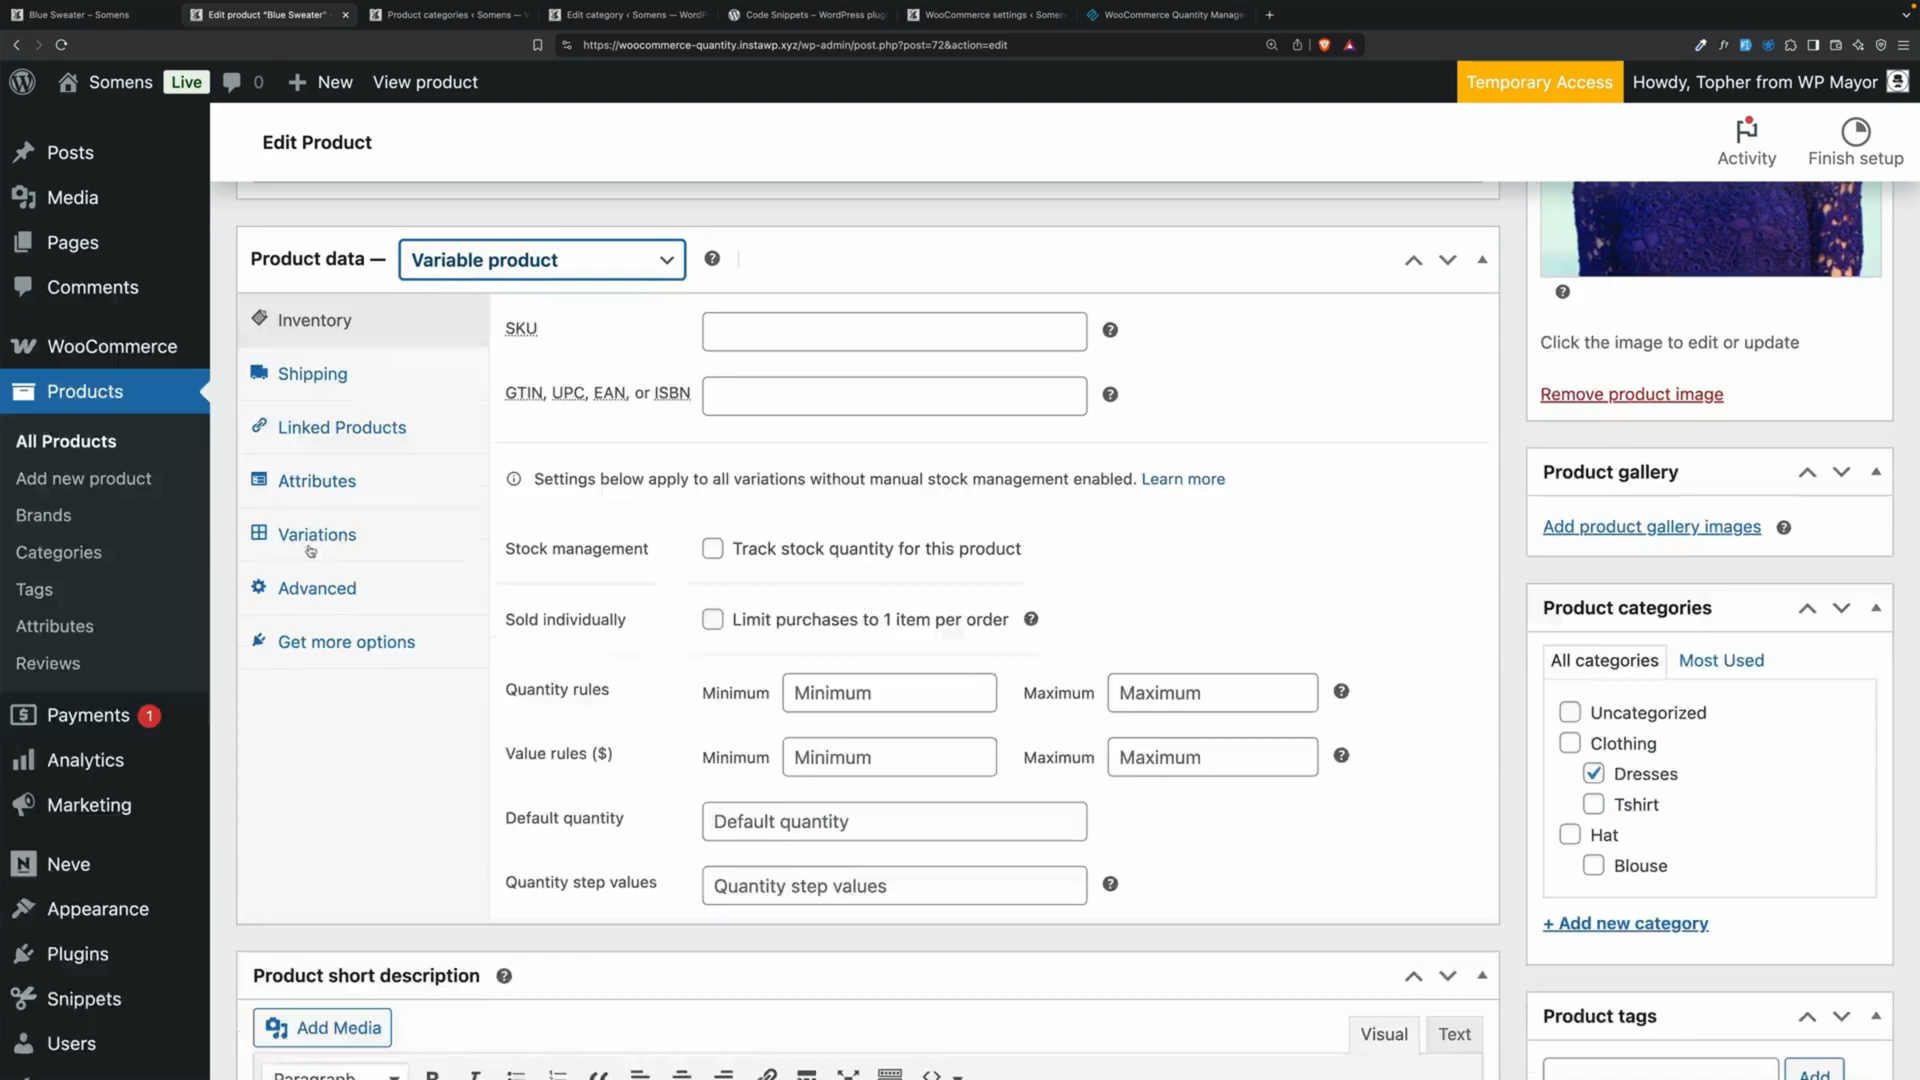 Blue Sweater – Somens
Edit product "Blue Sweater"
Product categories ‹ Somens — W
Edit category ‹ Somens — WordP
Code Snippets – WordPress plug
WooCommerce settings ‹ Somen
WooCommerce Quantity Manage
https://woocommerce-quantity.instawp.xyz/wp-admin/post.php?post=72&action=edit
Somens
Live
0
New
View product
Temporary Access
Howdy, Topher from WP Mayor
Edit Product
Activity
Finish setup
Posts
Media
Pages
Comments
WooCommerce
Products
All Products
Add new product
Brands
Categories
Tags
Attributes
Reviews
Payments 1
Analytics
Marketing
Neve
Appearance
Plugins
Snippets
Users
Product data —
Variable product
Inventory
Shipping
Linked Products
Attributes
Variations
Advanced
Get more options
SKU
GTIN, UPC, EAN, or ISBN
Settings below apply to all variations without manual stock management enabled. Learn more
Stock management
Track stock quantity for this product
Sold individually
Limit purchases to 1 item per order
Quantity rules
Minimum
Minimum
Maximum
Maximum
Value rules ($)
Minimum
Minimum
Maximum
Maximum
Default quantity
Default quantity
Quantity step values
Quantity step values
Product short description
Add Media
Visual
Text
Paragraph
Click the image to edit or update
Remove product image
Product gallery
Add product gallery images
Product categories
All categories
Most Used
Uncategorized
Clothing
Dresses
Tshirt
Hat
Blouse
+ Add new category
Product tags
Add